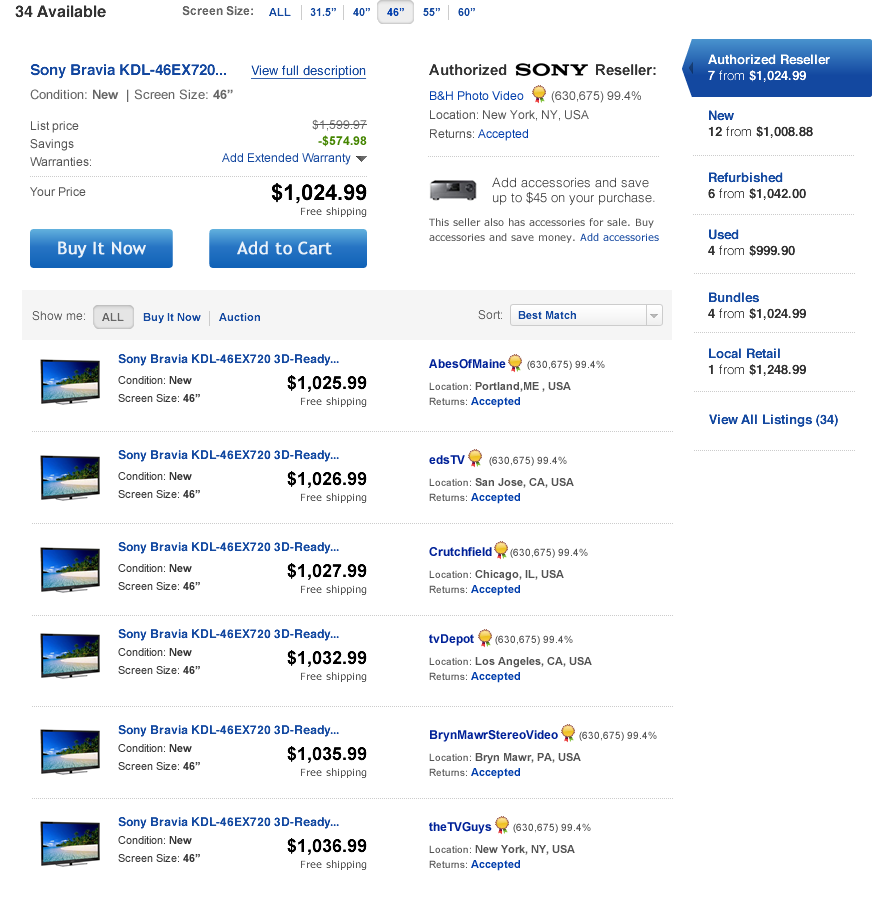 34 Available
Screen Size: ALL 31.5” 40” 46” 55” 60”
Sony Bravia KDL-46EX720... View full description
Condition: New | Screen Size: 46”
List price $1,599.97
Savings -$574.98
Warranties: Add Extended Warranty
Your Price $1,024.99
Free shipping
Buy It Now Add to Cart
Authorized SONY Reseller:
B&H Photo Video (630,675) 99.4%
Location: New York, NY, USA
Returns: Accepted
Add accessories and save
up to $45 on your purchase.
This seller also has accessories for sale. Buy
accessories and save money. Add accessories
Authorized Reseller
7 from $1,024.99
New
12 from $1,008.88
Refurbished
6 from $1,042.00
Used
4 from $999.90
Bundles
4 from $1,024.99
Local Retail
1 from $1,248.99
View All Listings (34)
Show me: ALL Buy It Now Auction Sort: Best Match
Sony Bravia KDL-46EX720 3D-Ready...
Condition: New
Screen Size: 46”
$1,025.99
Free shipping
AbesOfMaine (630,675) 99.4%
Location: Portland,ME , USA
Returns: Accepted
Sony Bravia KDL-46EX720 3D-Ready...
Condition: New
Screen Size: 46”
$1,026.99
Free shipping
edsTV (630,675) 99.4%
Location: San Jose, CA, USA
Returns: Accepted
Sony Bravia KDL-46EX720 3D-Ready...
Condition: New
Screen Size: 46”
$1,027.99
Free shipping
Crutchfield (630,675) 99.4%
Location: Chicago, IL, USA
Returns: Accepted
Sony Bravia KDL-46EX720 3D-Ready...
Condition: New
Screen Size: 46”
$1,032.99
Free shipping
tvDepot (630,675) 99.4%
Location: Los Angeles, CA, USA
Returns: Accepted
Sony Bravia KDL-46EX720 3D-Ready...
Condition: New
Screen Size: 46”
$1,035.99
Free shipping
BrynMawrStereoVideo (630,675) 99.4%
Location: Bryn Mawr, PA, USA
Returns: Accepted
Sony Bravia KDL-46EX720 3D-Ready...
Condition: New
Screen Size: 46”
$1,036.99
Free shipping
theTVGuys (630,675) 99.4%
Location: New York, NY, USA
Returns: Accepted